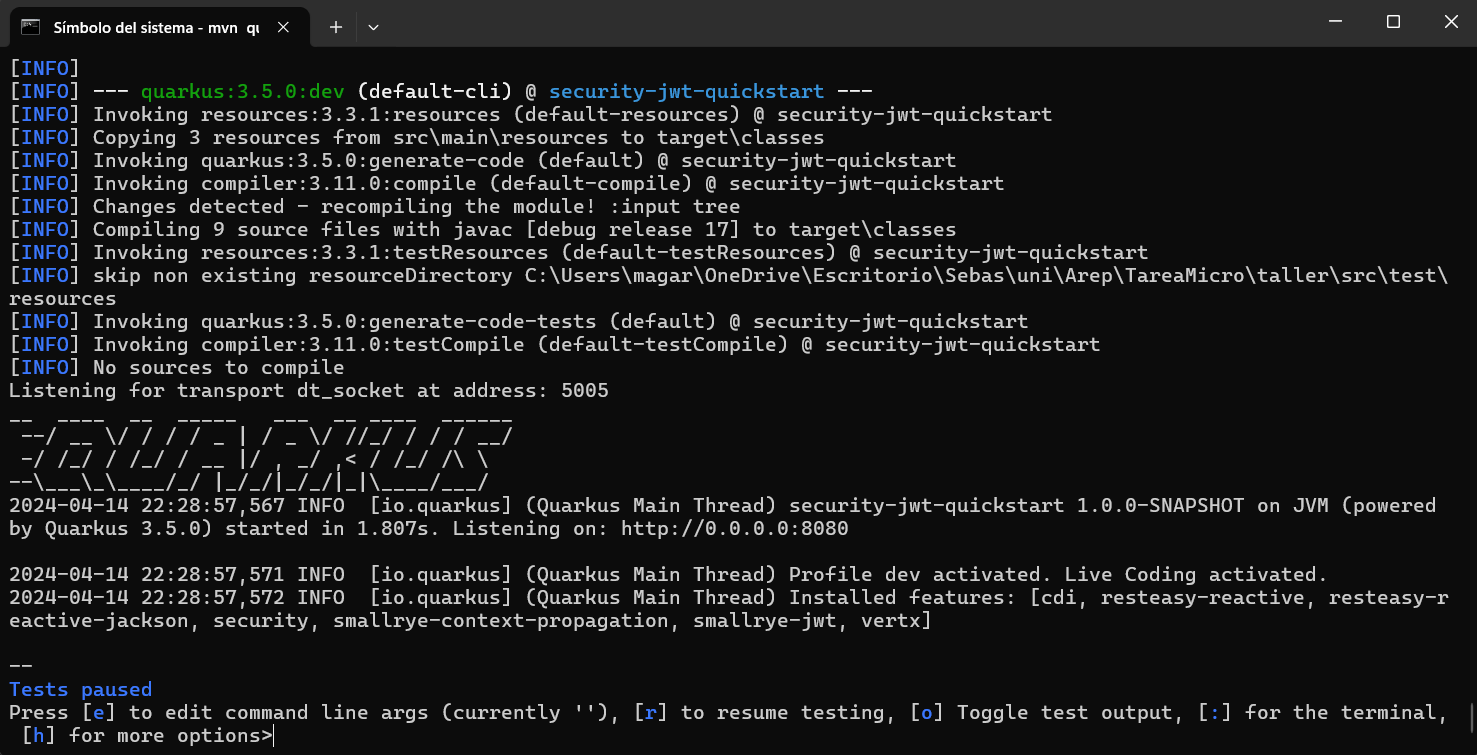 Símbolo del sistema - mvn qu
[INFO]
[INFO] --- quarkus:3.5.0:dev (default-cli) @ security-jwt-quickstart ---
[INFO] Invoking resources:3.3.1:resources (default-resources) @ security-jwt-quickstart
[INFO] Copying 3 resources from src\main\resources to target\classes
[INFO] Invoking quarkus:3.5.0:generate-code (default) @ security-jwt-quickstart
[INFO] Invoking compiler:3.11.0:compile (default-compile) @ security-jwt-quickstart
[INFO] Changes detected - recompiling the module! :input tree
[INFO] Compiling 9 source files with javac [debug release 17] to target\classes
[INFO] Invoking resources:3.3.1:testResources (default-testResources) @ security-jwt-quickstart
[INFO] skip non existing resourceDirectory C:\Users\magar\OneDrive\Escritorio\Sebas\uni\Arep\TareaMicro\taller\src\test\
resources
[INFO] Invoking quarkus:3.5.0:generate-code-tests (default) @ security-jwt-quickstart
[INFO] Invoking compiler:3.11.0:testCompile (default-testCompile) @ security-jwt-quickstart
[INFO] No sources to compile
Listening for transport dt_socket at address: 5005
__  ____  __  _____   ___  __ ____  ______
 --/ __ \/ / / / _ | / _ \/ //_/ / / / __/
 -/ /_/ / /_/ / __ |/ , _/ ,< / /_/ /\ \
--\___\_\____/_/ |_/_/|_/_/|_|\____/___/
2024-04-14 22:28:57,567 INFO  [io.quarkus] (Quarkus Main Thread) security-jwt-quickstart 1.0.0-SNAPSHOT on JVM (powered
by Quarkus 3.5.0) started in 1.807s. Listening on: http://0.0.0.0:8080
2024-04-14 22:28:57,571 INFO  [io.quarkus] (Quarkus Main Thread) Profile dev activated. Live Coding activated.
2024-04-14 22:28:57,572 INFO  [io.quarkus] (Quarkus Main Thread) Installed features: [cdi, resteasy-reactive, resteasy-r
eactive-jackson, security, smallrye-context-propagation, smallrye-jwt, vertx]
--
Tests paused
Press [e] to edit command line args (currently ''), [r] to resume testing, [o] Toggle test output, [:] for the terminal,
 [h] for more options>